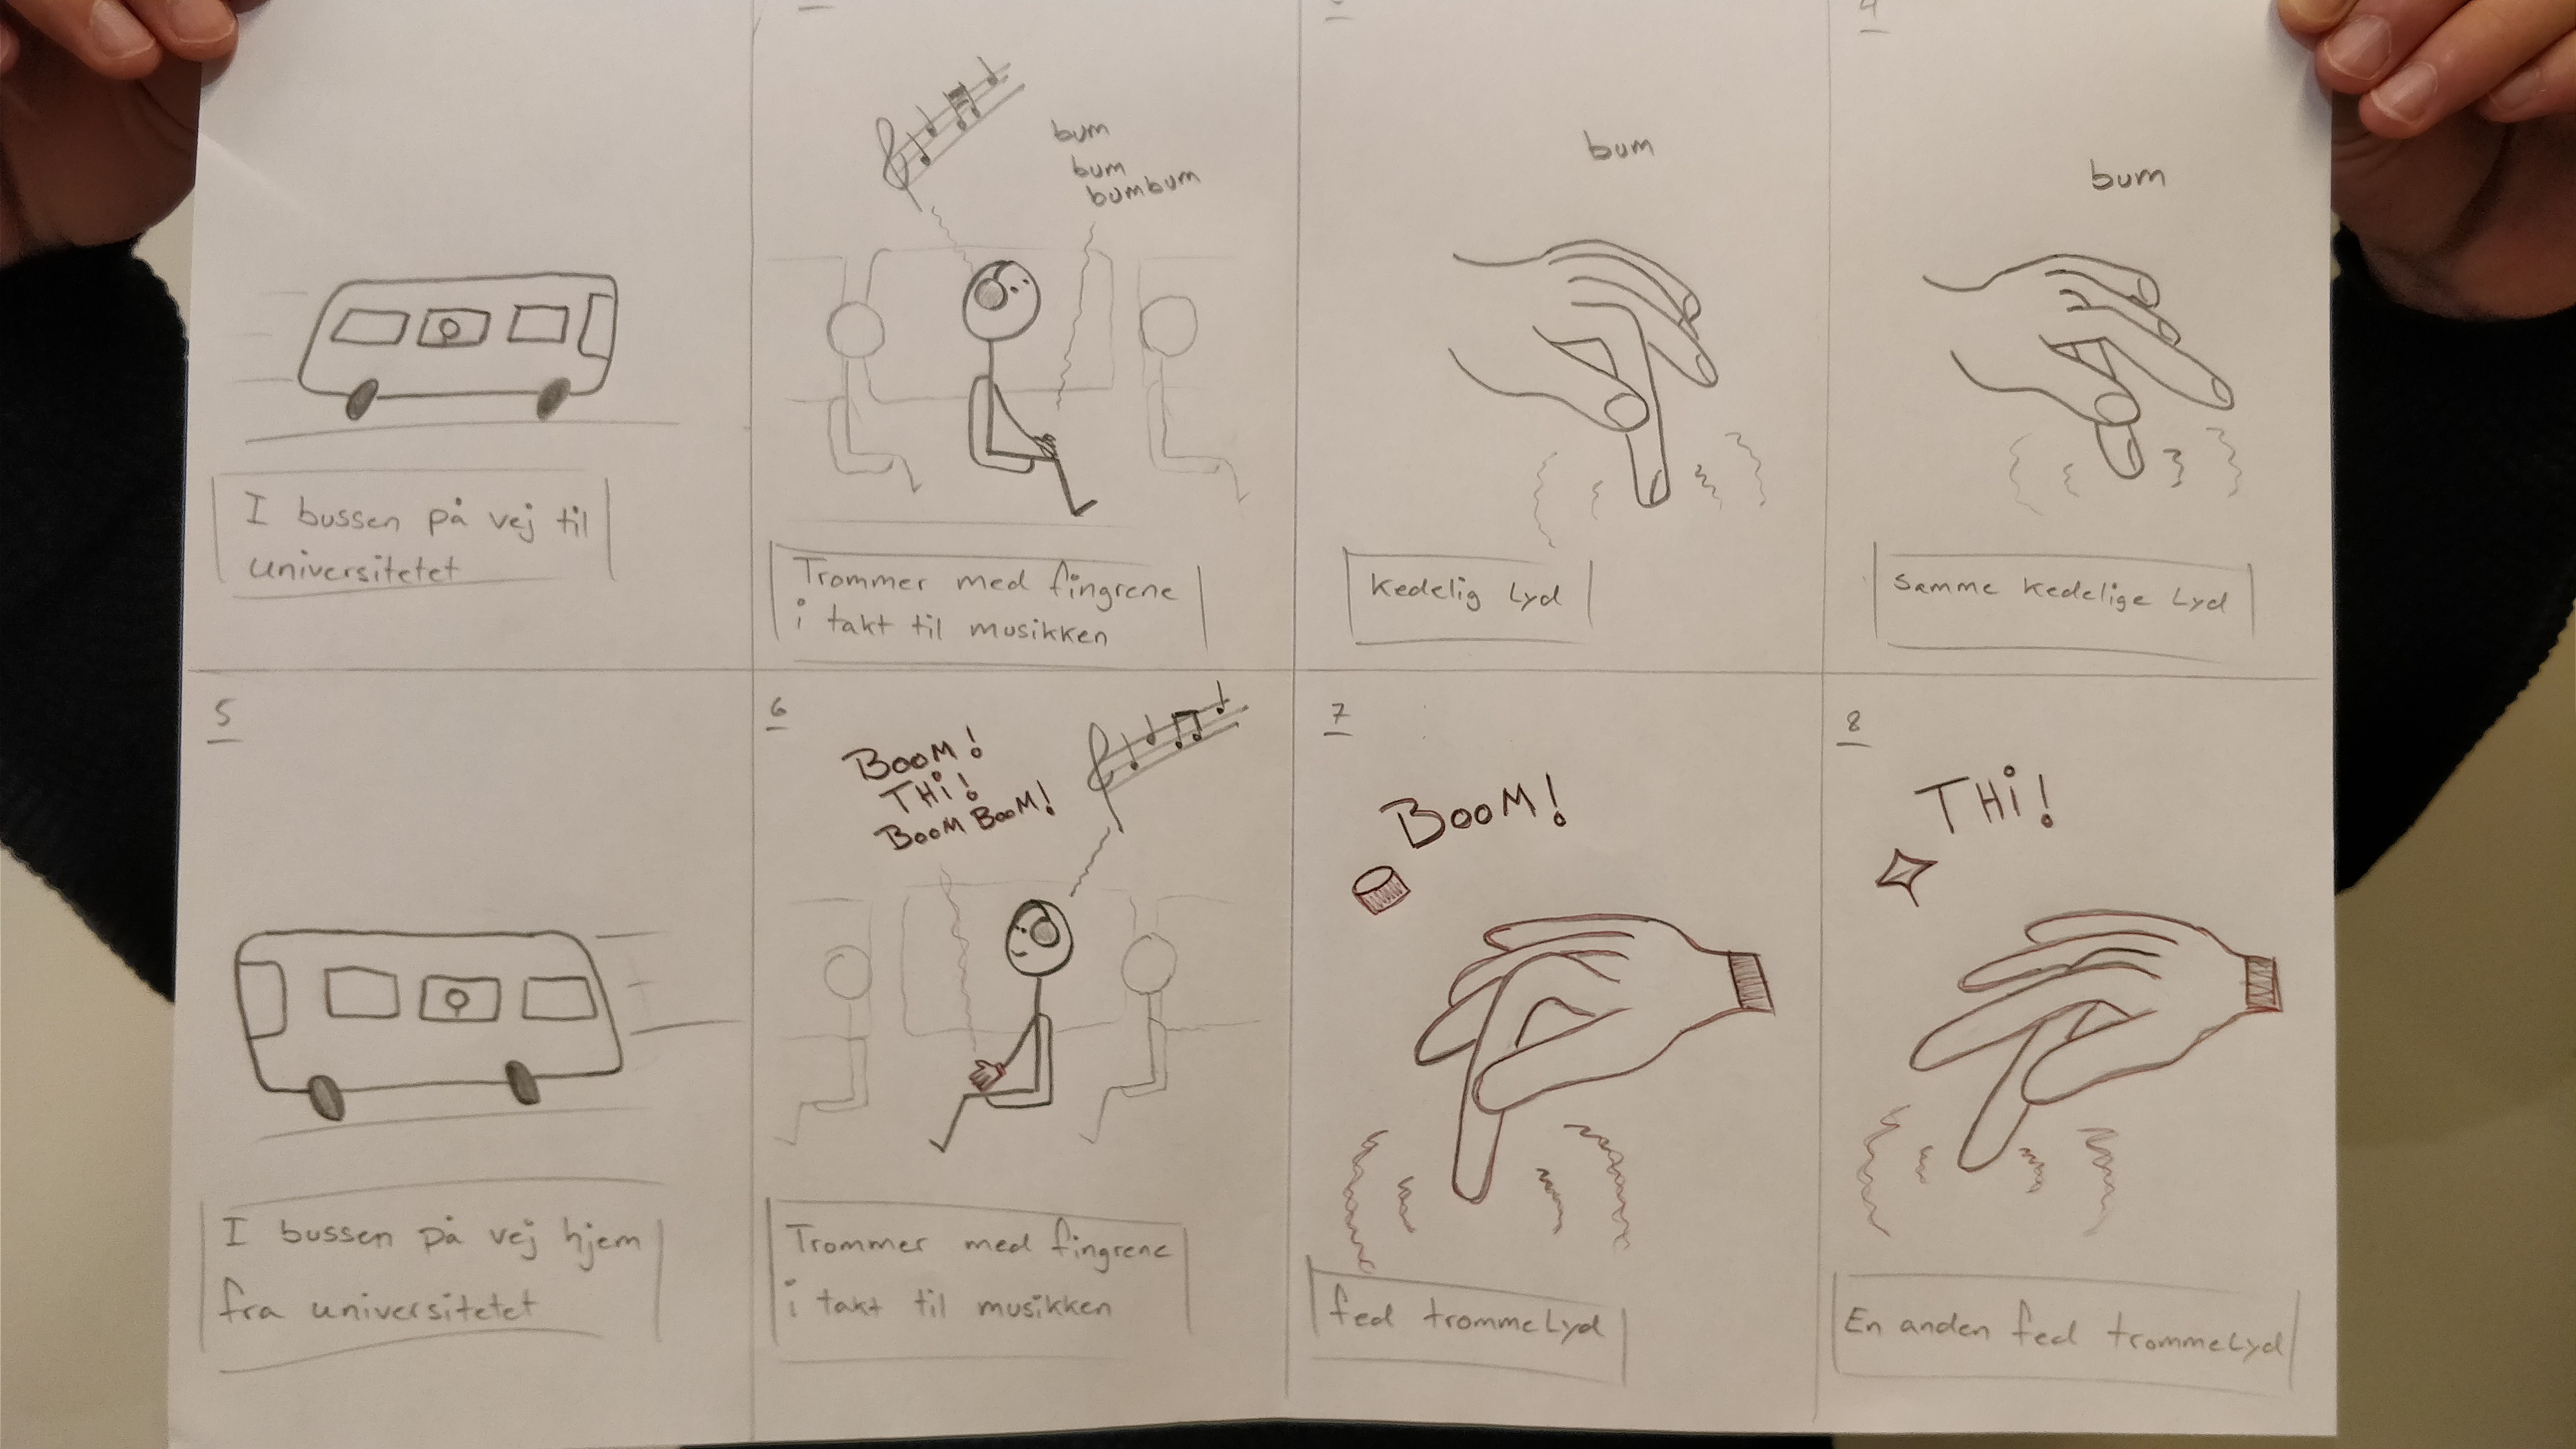 4
bum
bum
bumbum
bum
bum
I bussen på vej til
universitetet
Trommer med fingrene
i takt til musikken
Kedelig Lyd
Samme Kedelige Lyd
5
6
7
8
BOOM!
THi!
BOOM BOOM!
BOOM!
THi!
I bussen på vej hjem
fra universitetet
Trommer med fingrene
i takt til musikken
fed trommeLyd
En anden fed trommeLyd